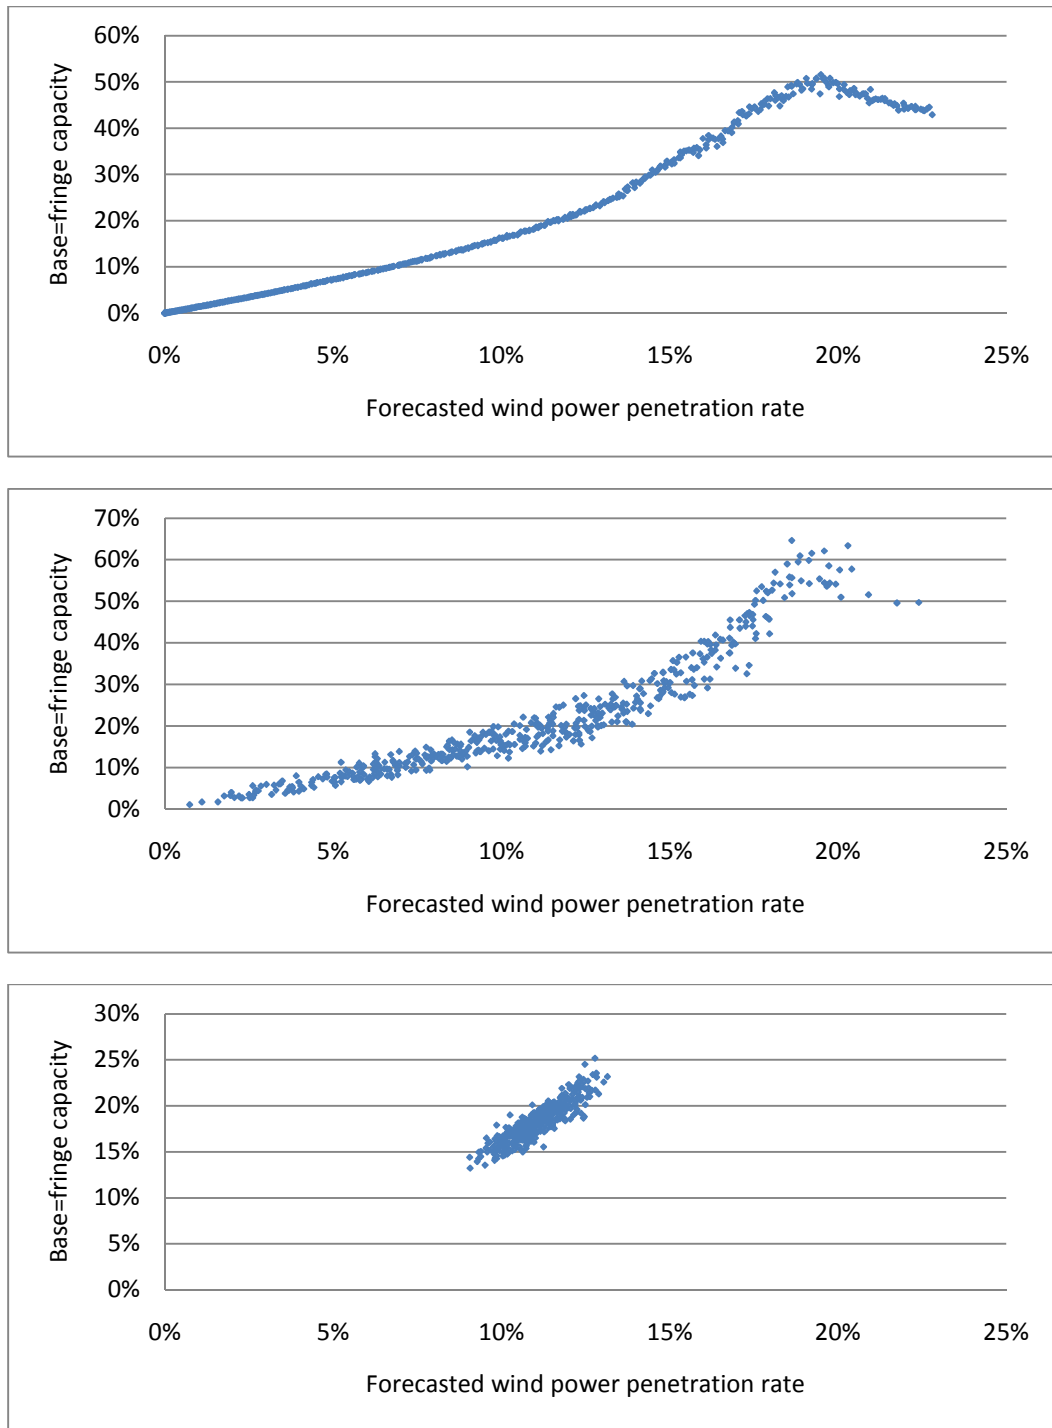 60%
50%
40%
30%
20%
10%
0%
Base=fringe capacity
0% 5% 10% 15% 20% 25%
Forecasted wind power penetration rate
70%
60%
50%
40%
30%
20%
10%
0%
Base=fringe capacity
0% 5% 10% 15% 20% 25%
Forecasted wind power penetration rate
30%
25%
20%
15%
10%
5%
0%
Base=fringe capacity
0% 5% 10% 15% 20% 25%
Forecasted wind power penetration rate